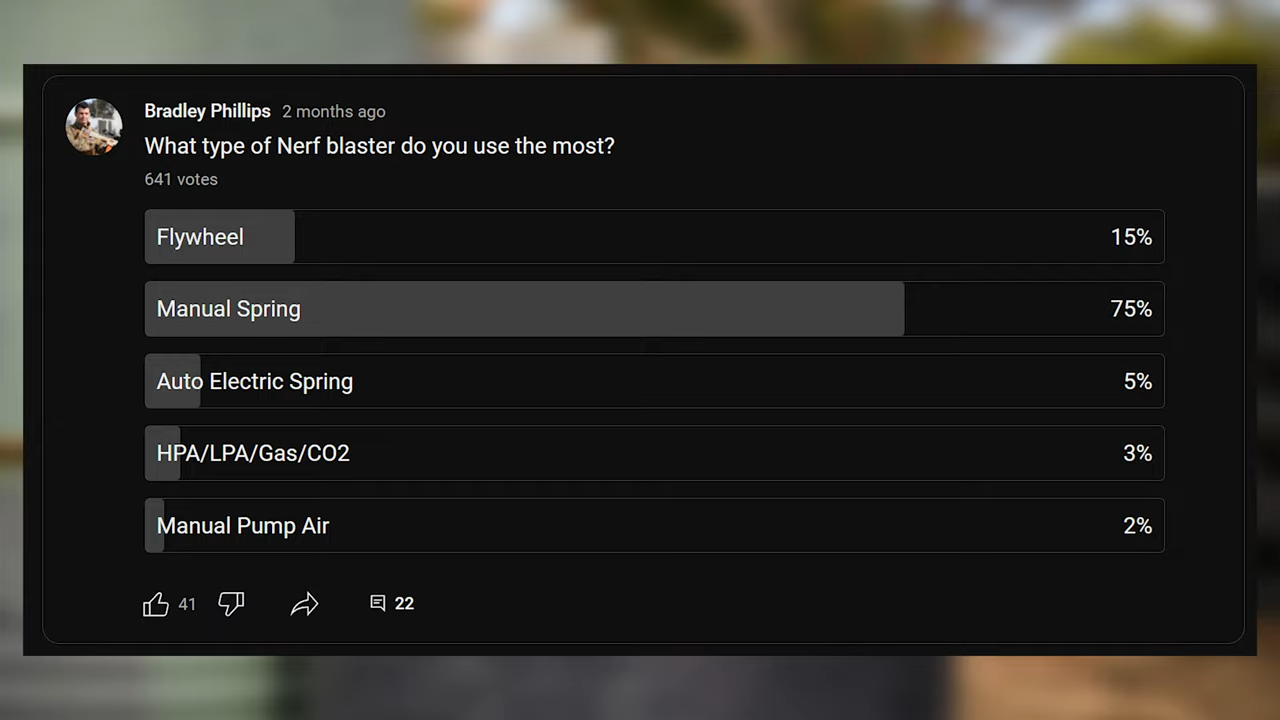 Bradley Phillips 2 months ago
What type of Nerf blaster do you use the most?
641 votes
Flywheel 15%
Manual Spring 75%
Auto Electric Spring 5%
HPA/LPA/Gas/CO2 3%
Manual Pump Air 2%
41 22